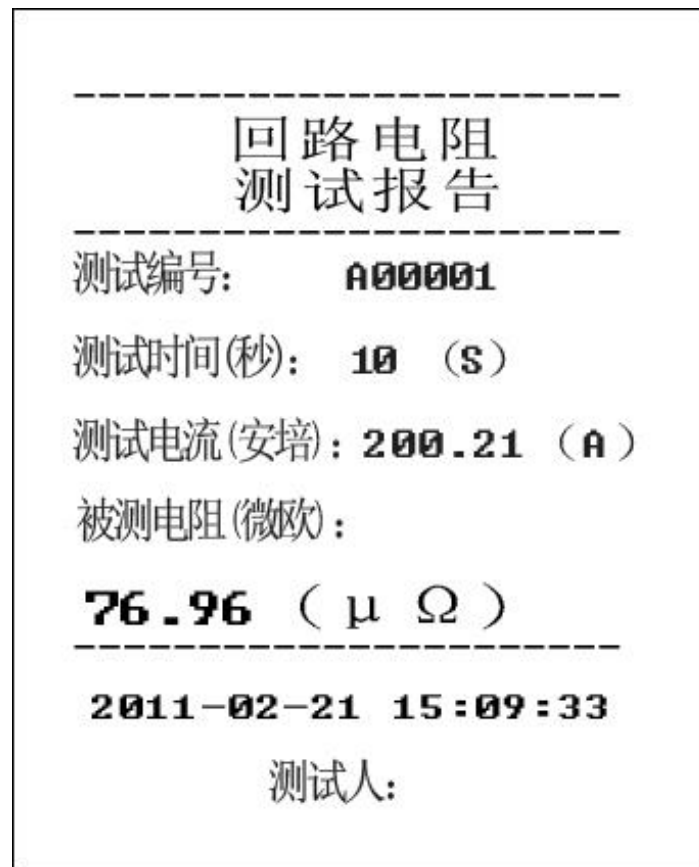 回路电阻
测试报告
测试编号: A00001
测试时间(秒): 10 (S)
测试电流(安培): 200.21 (A)
被测电阻(微欧):
76.96 (μ Ω)
2011-02-21 15:09:33
测试人: